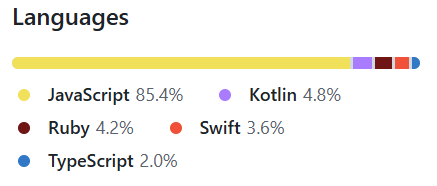 Languages
JavaScript 85.4% Kotlin 4.8%
Ruby 4.2% Swift 3.6%
TypeScript 2.0%